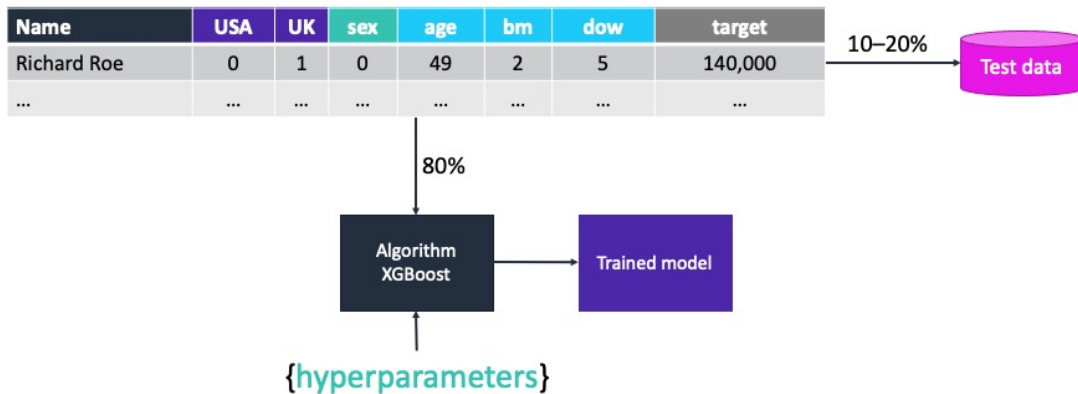 Name USA UK sex age bm dow target
Richard Roe 0 1 0 49 2 5 140,000
... ... ... ... ... ... ... ...
10–20%
Test data
80%
Algorithm
XGBoost
Trained model
{hyperparameters}